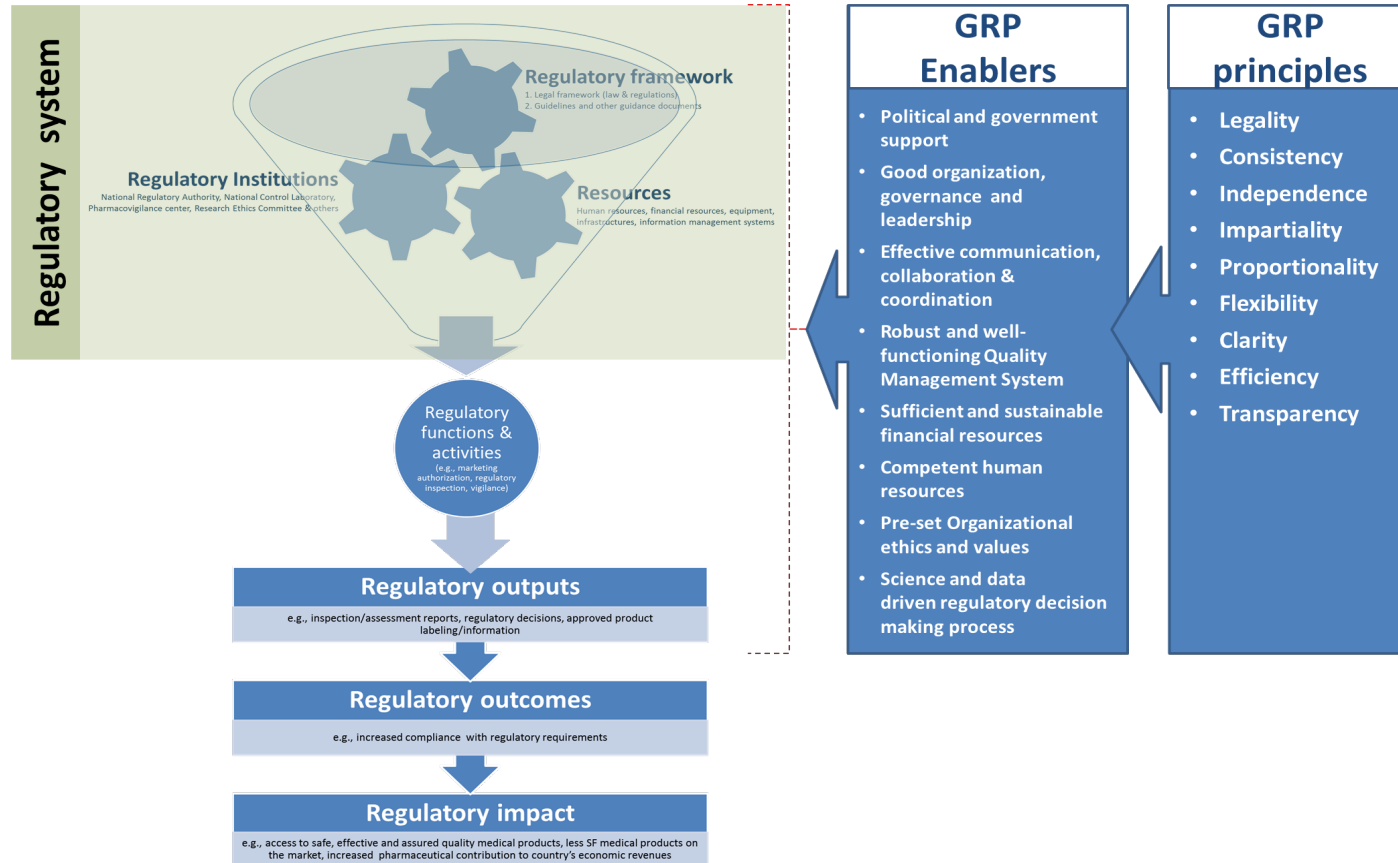 Regulatory system
Regulatory framework
1. Legal framework (law & regulations)
2. Guidelines and other guidance documents
Regulatory Institutions
National Regulatory Authority, National Control Laboratory,
Pharmacovigilance center, Research Ethics Committee & others
Resources
Human resources, financial resources, equipment,
infrastructures, information management systems
Regulatory
functions &
activities
(e.g., marketing
authorization, regulatory
inspection, vigilance)
Regulatory outputs
e.g., inspection/assessment reports, regulatory decisions, approved product
labeling/information
Regulatory outcomes
e.g., increased compliance with regulatory requirements
Regulatory impact
e.g., access to safe, effective and assured quality medical products, less SF medical products on
the market, increased pharmaceutical contribution to country's economic revenues
GRP
Enablers
• Political and government
support
• Good organization,
governance and
leadership
• Effective communication,
collaboration &
coordination
• Robust and well-
functioning Quality
Management System
• Sufficient and sustainable
financial resources
• Competent human
resources
• Pre-set Organizational
ethics and values
• Science and data
driven regulatory decision
making process
GRP
principles
• Legality
• Consistency
• Independence
• Impartiality
• Proportionality
• Flexibility
• Clarity
• Efficiency
• Transparency